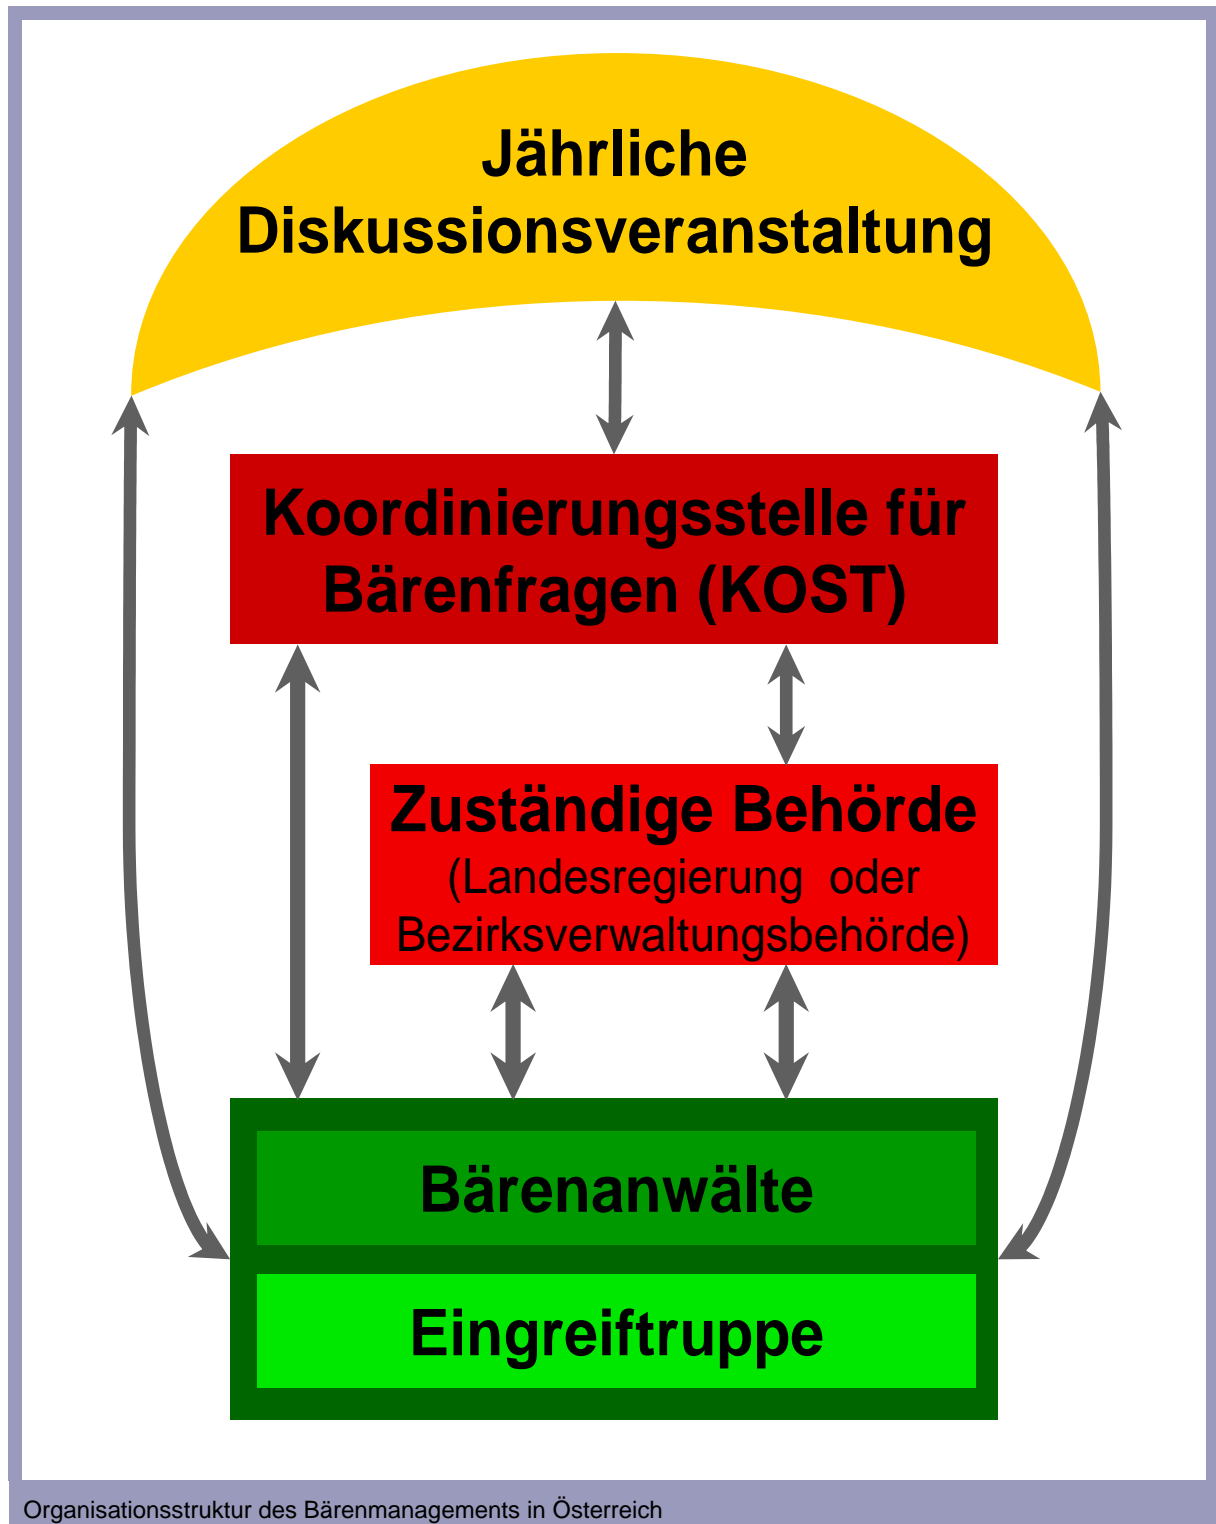 Jährliche
Diskussionsveranstaltung
Koordinierungsstelle für
Bärenfragen (KOST)
Zuständige Behörde
(Landesregierung oder
Bezirksverwaltungsbehörde)
Bärenanwälte
Eingreiftruppe
Organisationsstruktur des Bärenmanagements in Österreich